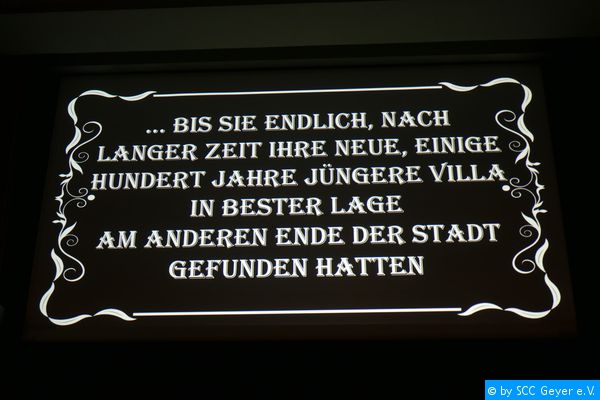 ... BIS SIE ENDLICH, NACH
LANGER ZEIT IHRE NEUE, EINIGE
HUNDERT JAHRE JÜNGERE VILLA
IN BESTER LAGE
AM ANDEREN ENDE DER STADT
GEFUNDEN HATTEN
© by SCC Geyer e.V.